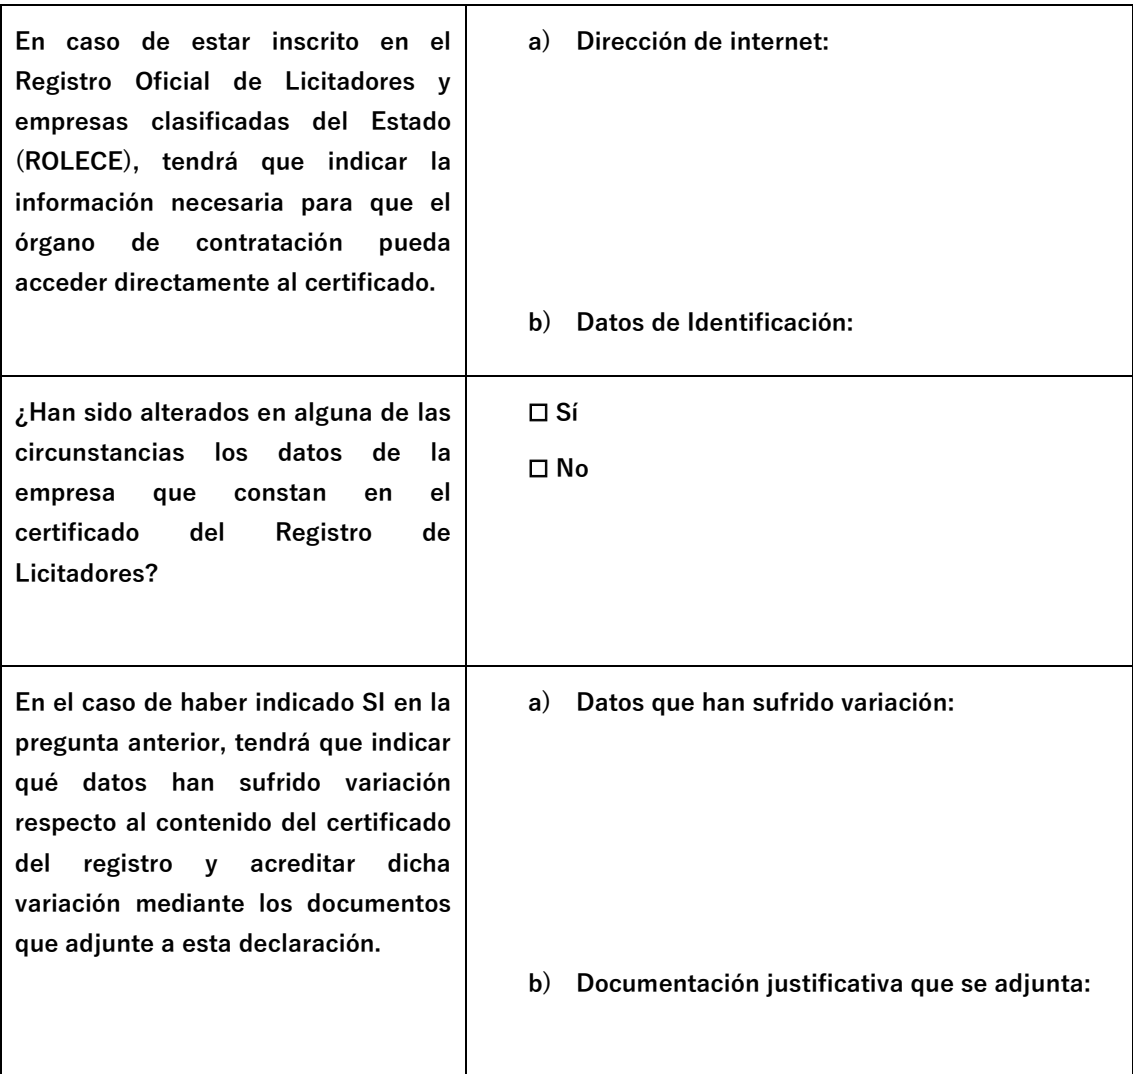 En caso de estar inscrito en el
Registro Oficial de Licitadores y
empresas clasificadas del Estado
(ROLECE), tendrá que indicar la
información necesaria para que el
órgano de contratación pueda
acceder directamente al certificado.
a) Dirección de internet:
b) Datos de Identificación:
¿Han sido alterados en alguna de las
circunstancias los datos de la
empresa que constan en el
certificado del Registro de
Licitadores?
☐ Sí
☐ No
En el caso de haber indicado SI en la
pregunta anterior, tendrá que indicar
qué datos han sufrido variación
respecto al contenido del certificado
del registro y acreditar dicha
variación mediante los documentos
que adjunte a esta declaración.
a) Datos que han sufrido variación:
b) Documentación justificativa que se adjunta: